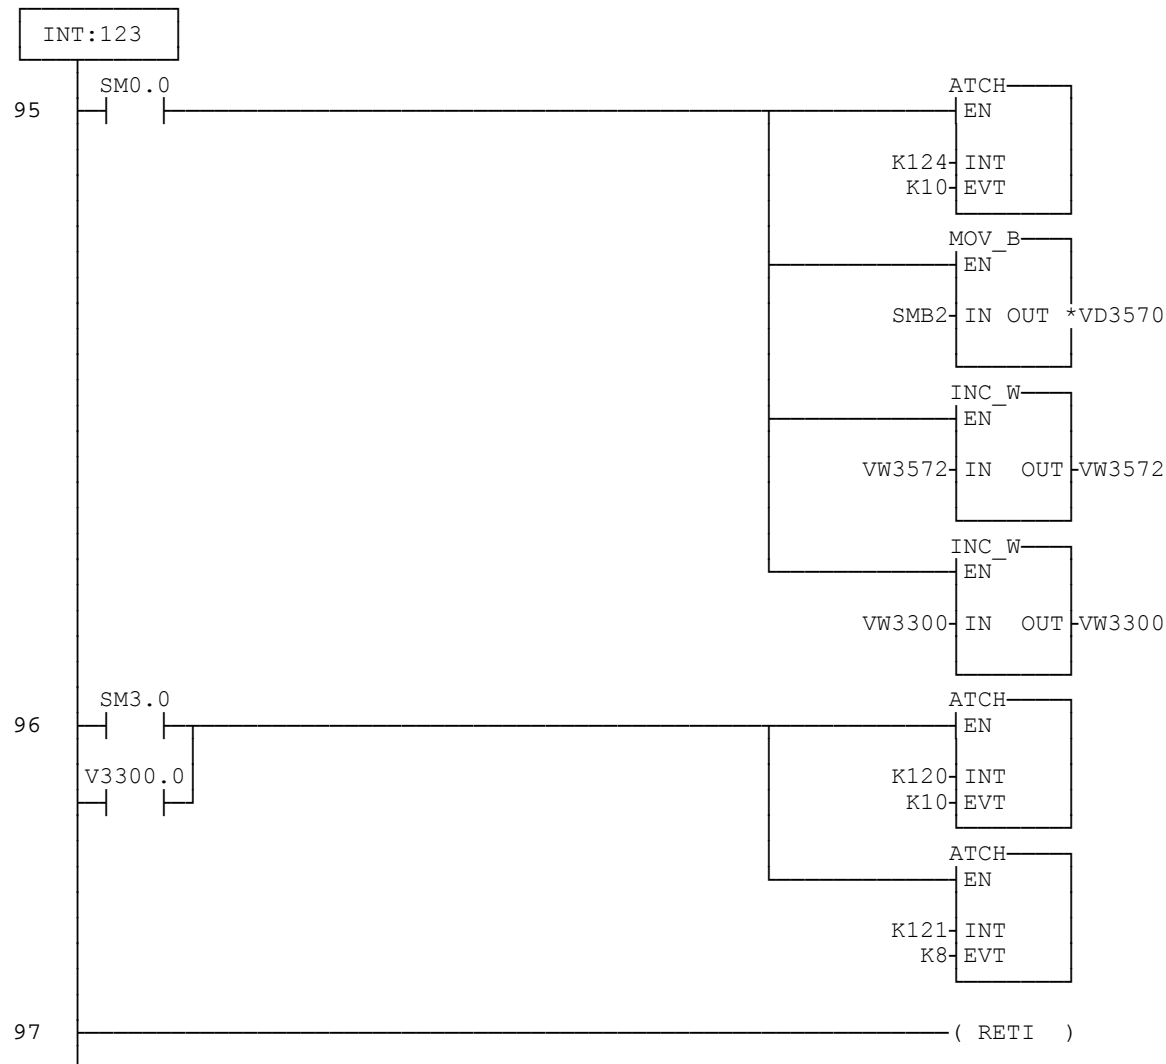 INT:123
SM0.0
95
ATCH
EN
K124 INT
K10 EVT
MOV_B
EN
SMB2 IN OUT *VD3570
INC_W
EN
VW3572 IN OUT VW3572
INC_W
EN
VW3300 IN OUT VW3300
SM3.0
96
ATCH
EN
V3300.0
K120 INT
K10 EVT
ATCH
EN
K121 INT
K8 EVT
97
( RETI )